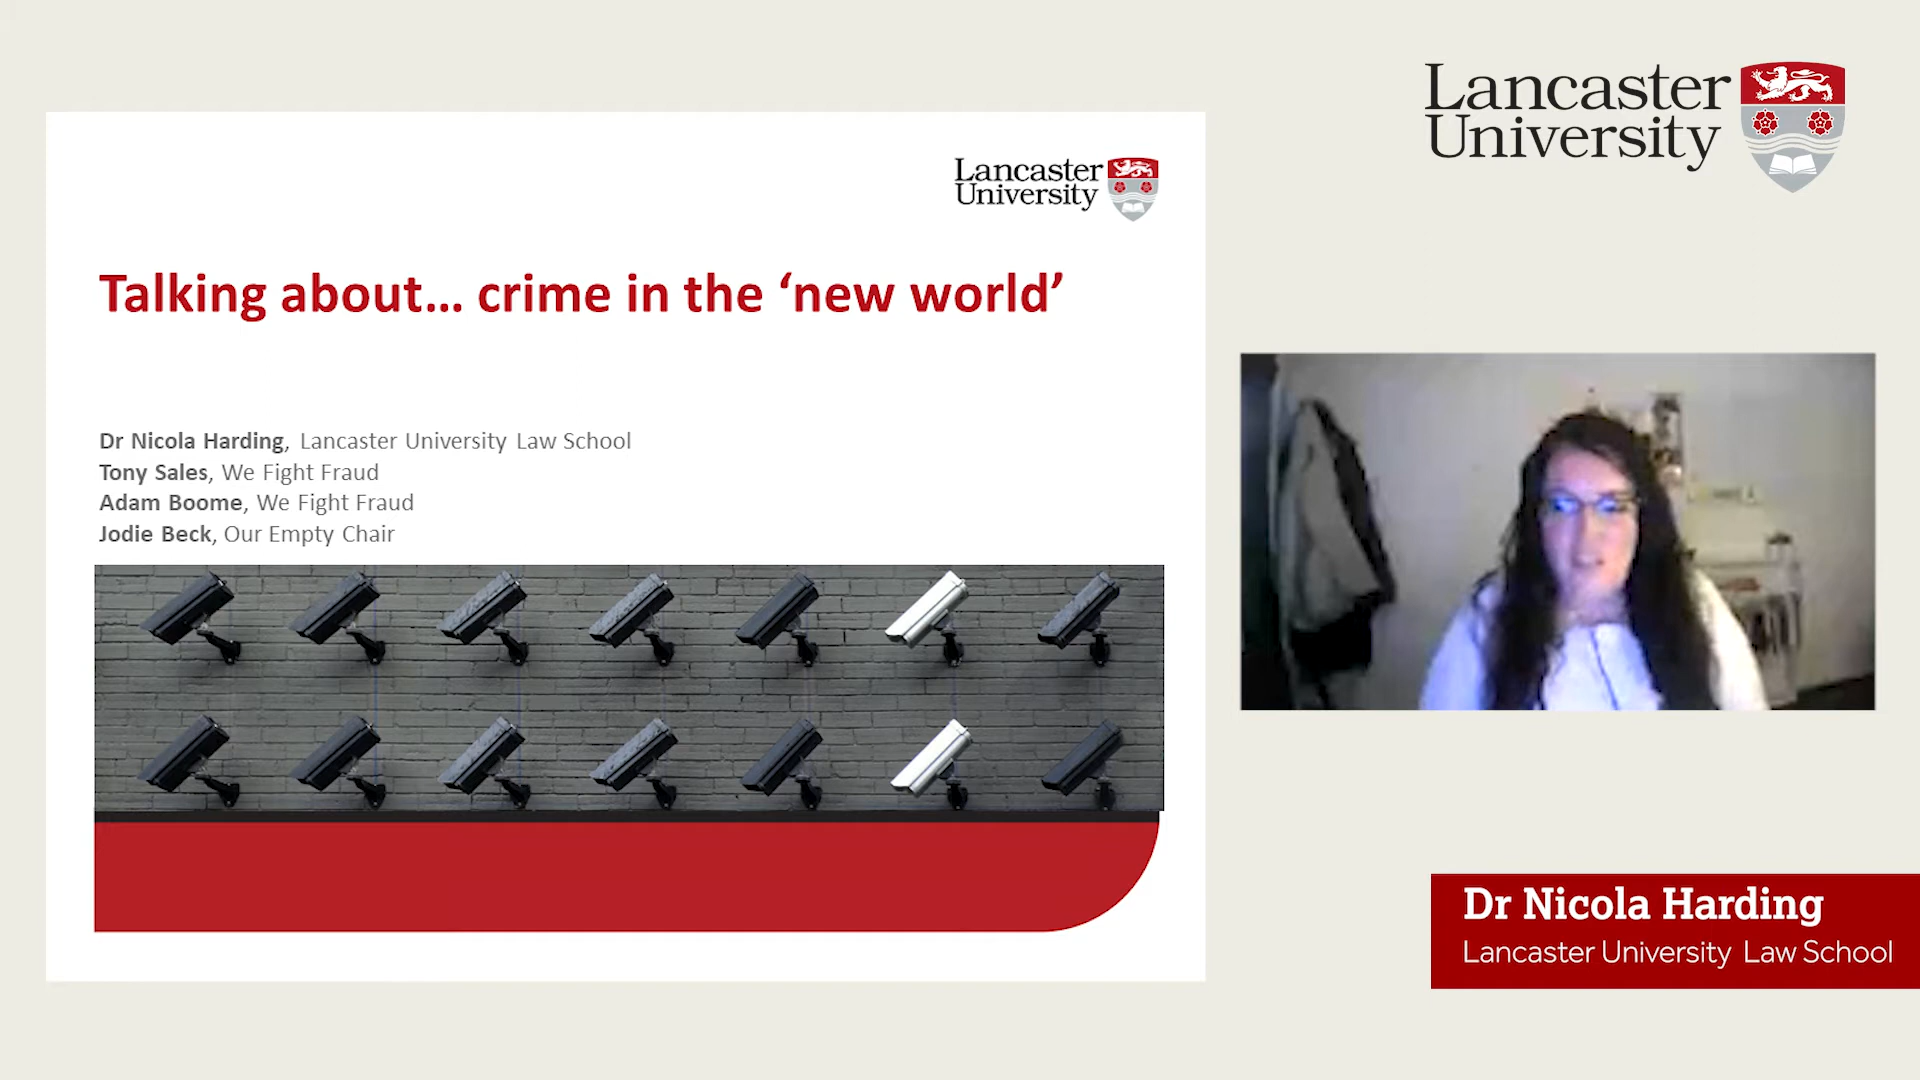 Lancaster
University
Talking about... crime in the ‘new world’
Dr Nicola Harding, Lancaster University Law School
Tony Sales, We Fight Fraud
Adam Boome, We Fight Fraud
Jodie Beck, Our Empty Chair
Lancaster
University
Dr Nicola Harding
Lancaster University Law School